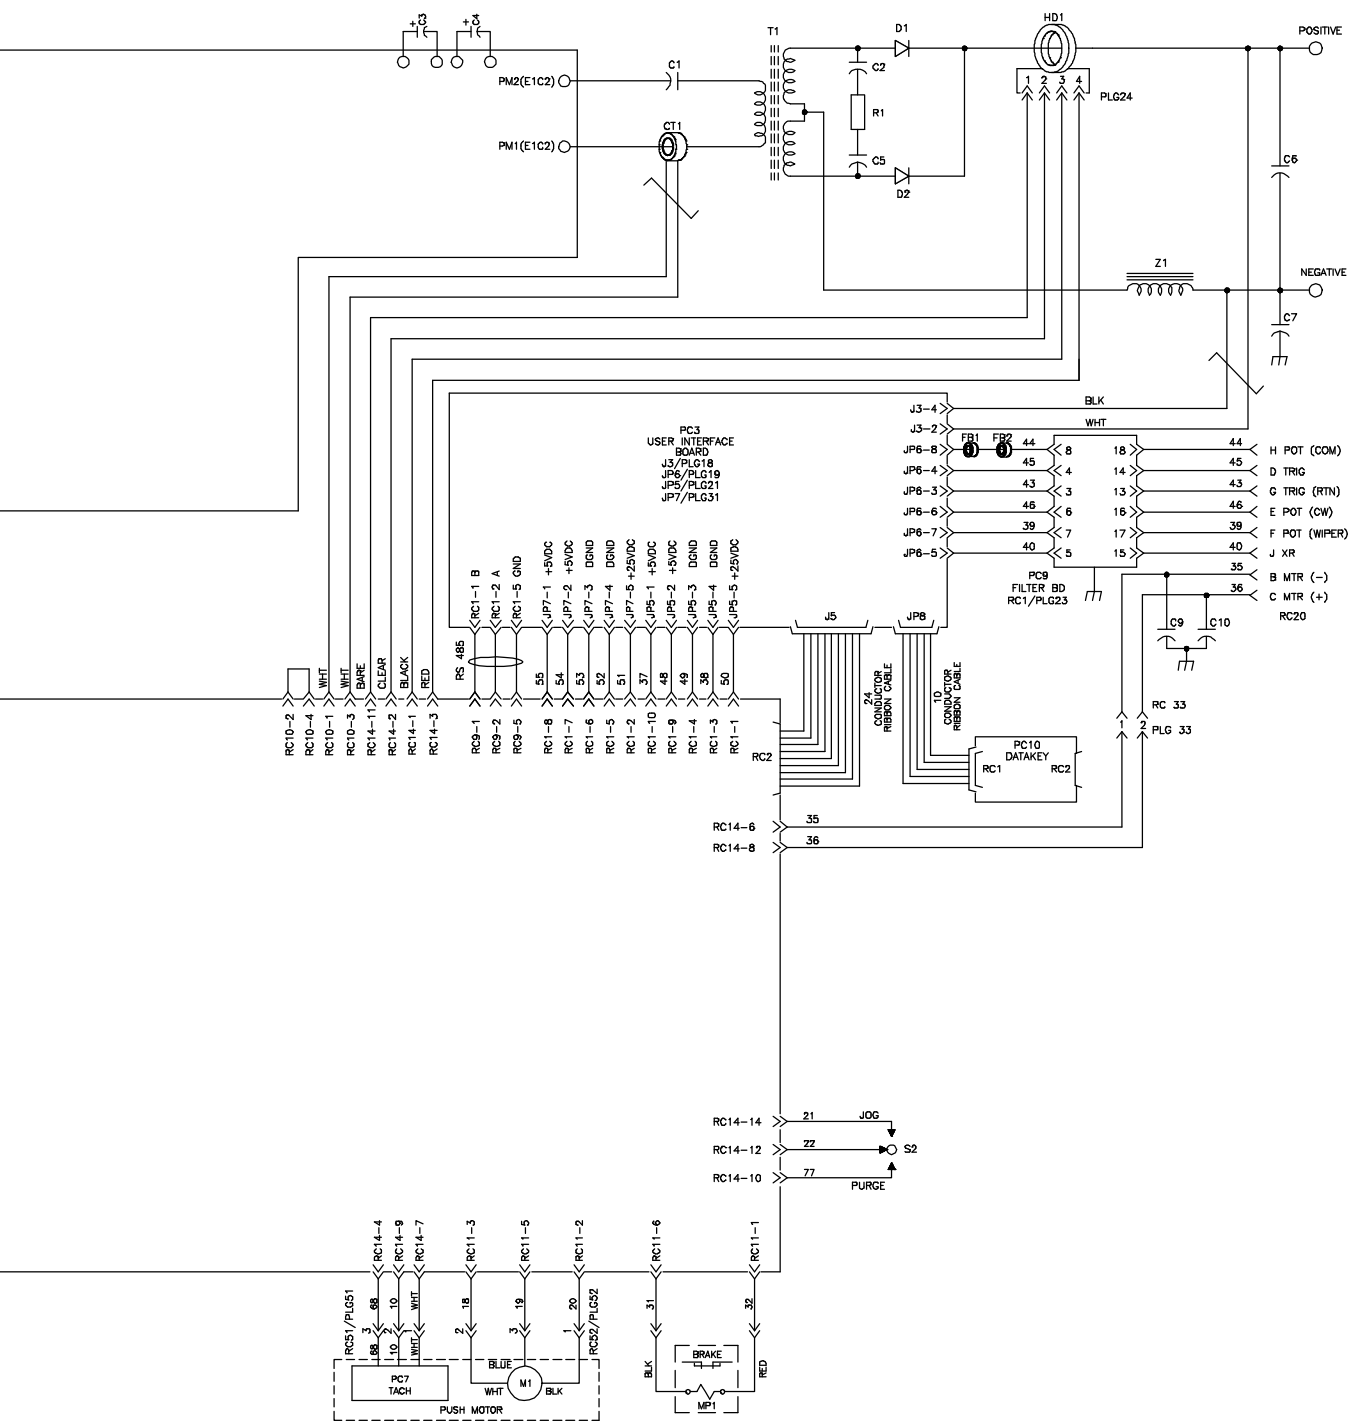 + C3
+ C4
PM2(E1C2)
C1
PM1(E1C2)
CT1
T1
D1
C2
R1
C5
D2
HD1
1 2 3 4
PLG24
POSITIVE
C6
Z1
NEGATIVE
C7
BLK
WHT
PC3
USER INTERFACE
BOARD
J3/PLG18
JP6/PLG19
JP5/PLG21
JP7/PLG31
J3-4
J3-2
JP6-8
JP6-4
JP6-3
JP6-6
JP6-7
JP6-5
FB1
FB2
44
45
43
46
39
40
8
4
3
6
7
5
18
14
13
16
17
15
PC9
FILTER BD
RC1/PLG23
44 H POT (COM)
45 D TRIG
43 G TRIG (RTN)
46 E POT (CW)
39 F POT (WIPER)
40 J XR
35 B MTR (-)
36 C MTR (+)
RC20
C9
C10
RC1-1 B
RC1-2 A
RC1-5 GND
JP7-1 +5VDC
JP7-2 +5VDC
JP7-3 DGND
JP7-4 DGND
JP7-5 +25VDC
JP5-1 +5VDC
JP5-2 +5VDC
JP5-3 DGND
JP5-4 DGND
JP5-5 +25VDC
J5
JP8
RS 485
55
54
53
52
51
37
48
49
38
50
WHT
WHT
BARE
CLEAR
BLACK
RED
RC10-2
RC10-4
RC10-1
RC10-3
RC14-11
RC14-2
RC14-1
RC14-3
RC9-1
RC9-2
RC9-5
RC1-8
RC1-7
RC1-6
RC1-5
RC1-2
RC1-10
RC1-9
RC1-4
RC1-3
RC1-1
RC2
24
CONDUCTOR
RIBBON CABLE
10
CONDUCTOR
RIBBON CABLE
PC10
DATAKEY
RC1
RC2
RC 33
1 2
PLG 33
RC14-6 35
RC14-8 36
RC14-14 21 JOG
RC14-12 22 S2
RC14-10 77
PURGE
RC14-4
RC14-9
RC14-7
RC11-3
RC11-5
RC11-2
RC11-6
RC11-1
RC51/PLG51
68
10
WHT
18
19
20
RC52/PLG52
31
32
3
2
1
2
3
1
68
10
WHT
PC7
TACH
BLUE
WHT
M1
BLK
PUSH MOTOR
BLK
BRAKE
MP1
RED